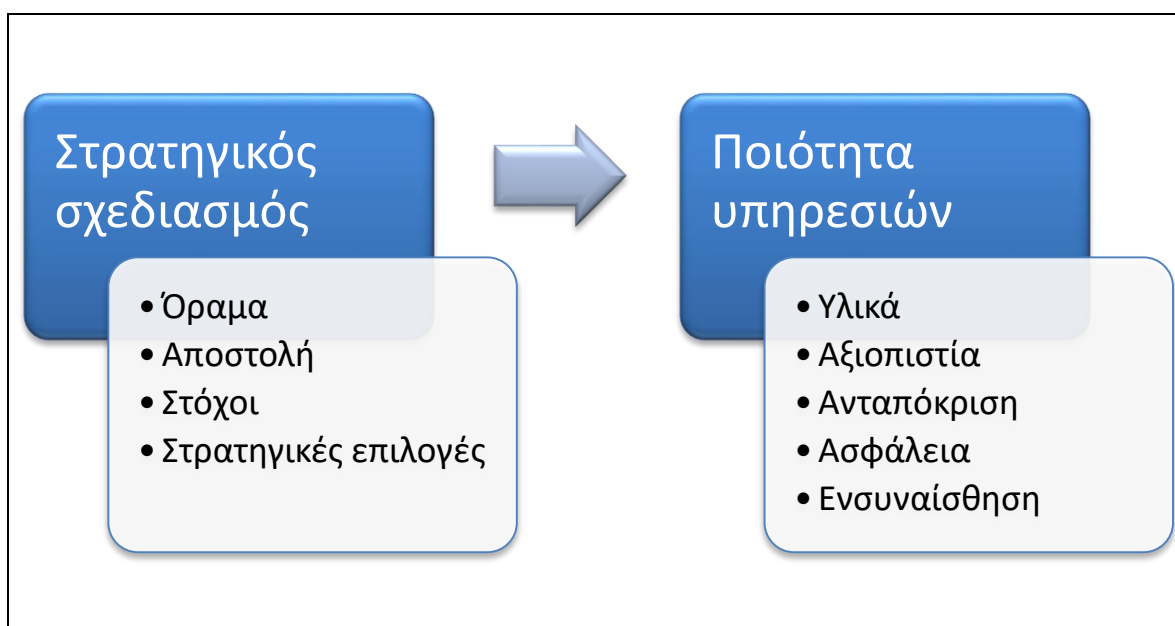 Στρατηγικός
σχεδιασμός
• Όραμα
• Αποστολή
• Στόχοι
• Στρατηγικές επιλογές
Ποιότητα
υπηρεσιών
• Υλικά
• Αξιοπιστία
• Ανταπόκριση
• Ασφάλεια
• Ενσυναίσθηση